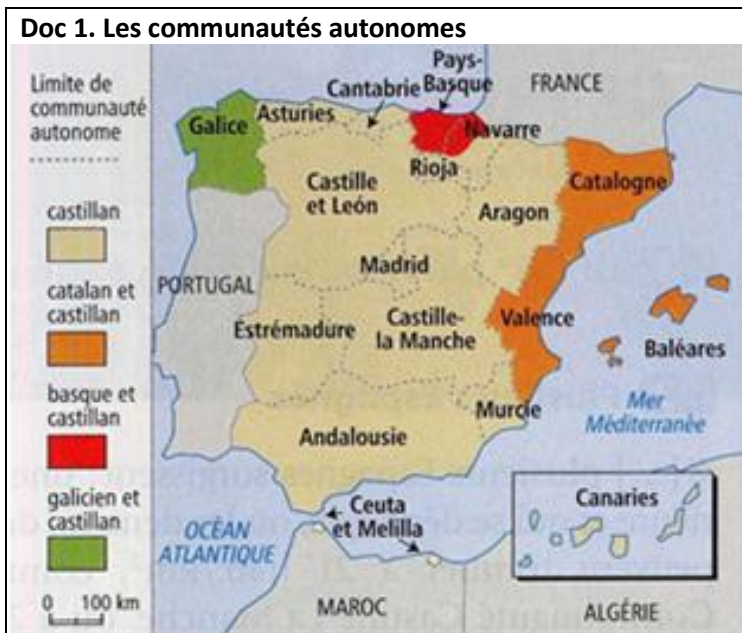 Doc 1. Les communautés autonomes
Limite de
communauté
autonome
castillan
catalan et
castillan
basque et
castillan
galicien et
castillan
0 100 km
Pays-
Basque
Cantabrie
FRANCE
Asturies
Galice
Navarre
Rioja
Catalogne
Castille
et León
Aragon
Madrid
PORTUGAL
Estrémadure
Castille-
la Manche
Valence
Baléares
Murcie
Mer
Méditerranée
Andalousie
Ceuta
et Melilla
Canaries
OCÉAN
ATLANTIQUE
MAROC
ALGÉRIE